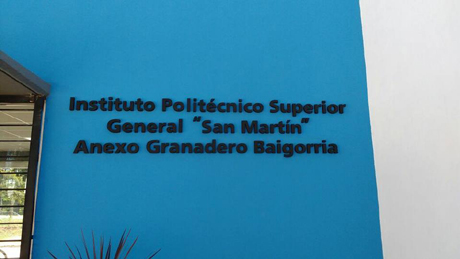 Instituto Politécnico Superior
General "San Martín"
Anexo Granadero Baigorria